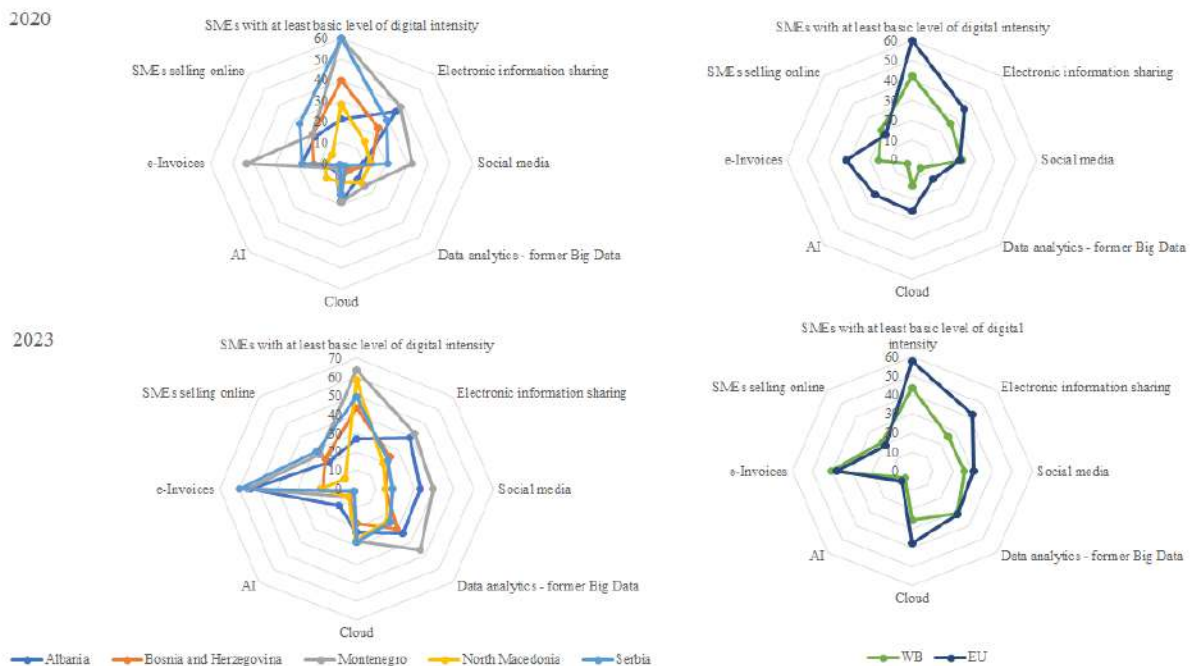 2020
SMEs with at least basic level of digital intensity
60
50
40
30
20
10
0
SMEs selling online
Electronic information sharing
e-Invoices
Social media
AI
Data analytics - former Big Data
Cloud
SMEs with at least basic level of digital intensity
60
50
40
30
20
10
0
SMEs selling online
Electronic information sharing
e-Invoices
Social media
AI
Data analytics - former Big Data
Cloud
2023
SMEs with at least basic level of digital intensity
70
60
50
40
30
20
10
0
SMEs selling online
Electronic information sharing
e-Invoices
Social media
AI
Data analytics - former Big Data
Cloud
SMEs with at least basic level of digital
intensity
60
50
40
30
20
10
0
SMEs selling online
Electronic information sharing
e-Invoices
Social media
AI
Data analytics - former Big Data
Cloud
Albania Bosnia and Herzegovina Montenegro North Macedonia Serbia
WB EU